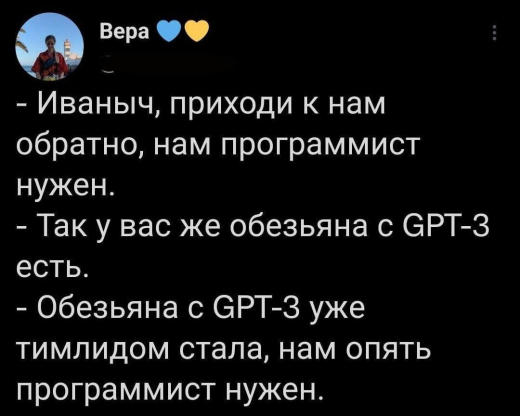 Вера 💙💛
- Иваныч, приходи к нам
обратно, нам программист
нужен.
- Так у вас же обезьяна с GPT-3
есть.
- Обезьяна с GPT-3 уже
тимлидом стала, нам опять
программист нужен.